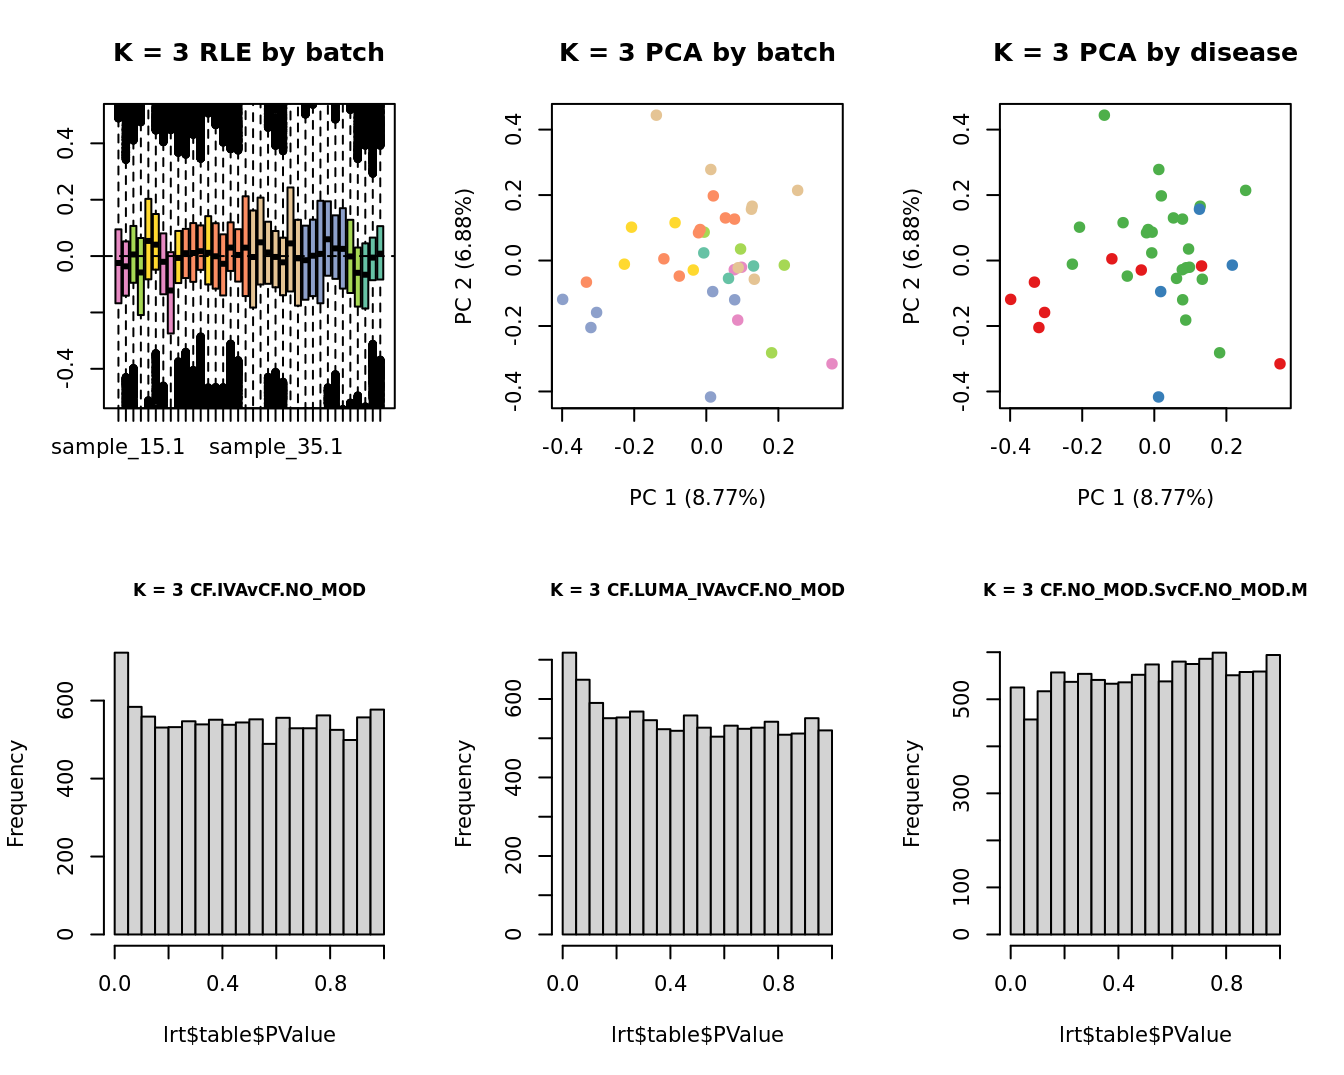 K = 3 RLE by batch
0.4
0.2
0.0
-0.4
sample_15.1 sample_35.1
K = 3 PCA by batch
PC 2 (6.88%)
0.4
0.2
0.0
-0.2
-0.4
-0.4 -0.2 0.0 0.2
PC 1 (8.77%)
K = 3 PCA by disease
PC 2 (6.88%)
0.4
0.2
0.0
-0.2
-0.4
-0.4 -0.2 0.0 0.2
PC 1 (8.77%)
K = 3 CF.IVAvCF.NO_MOD
Frequency
600
400
200
0
0.0 0.4 0.8
lrt$table$PValue
K = 3 CF.LUMA_IVAvCF.NO_MOD
Frequency
600
400
200
0
0.0 0.4 0.8
lrt$table$PValue
K = 3 CF.NO_MOD.SvCF.NO_MOD.M
Frequency
500
300
100
0
0.0 0.4 0.8
lrt$table$PValue